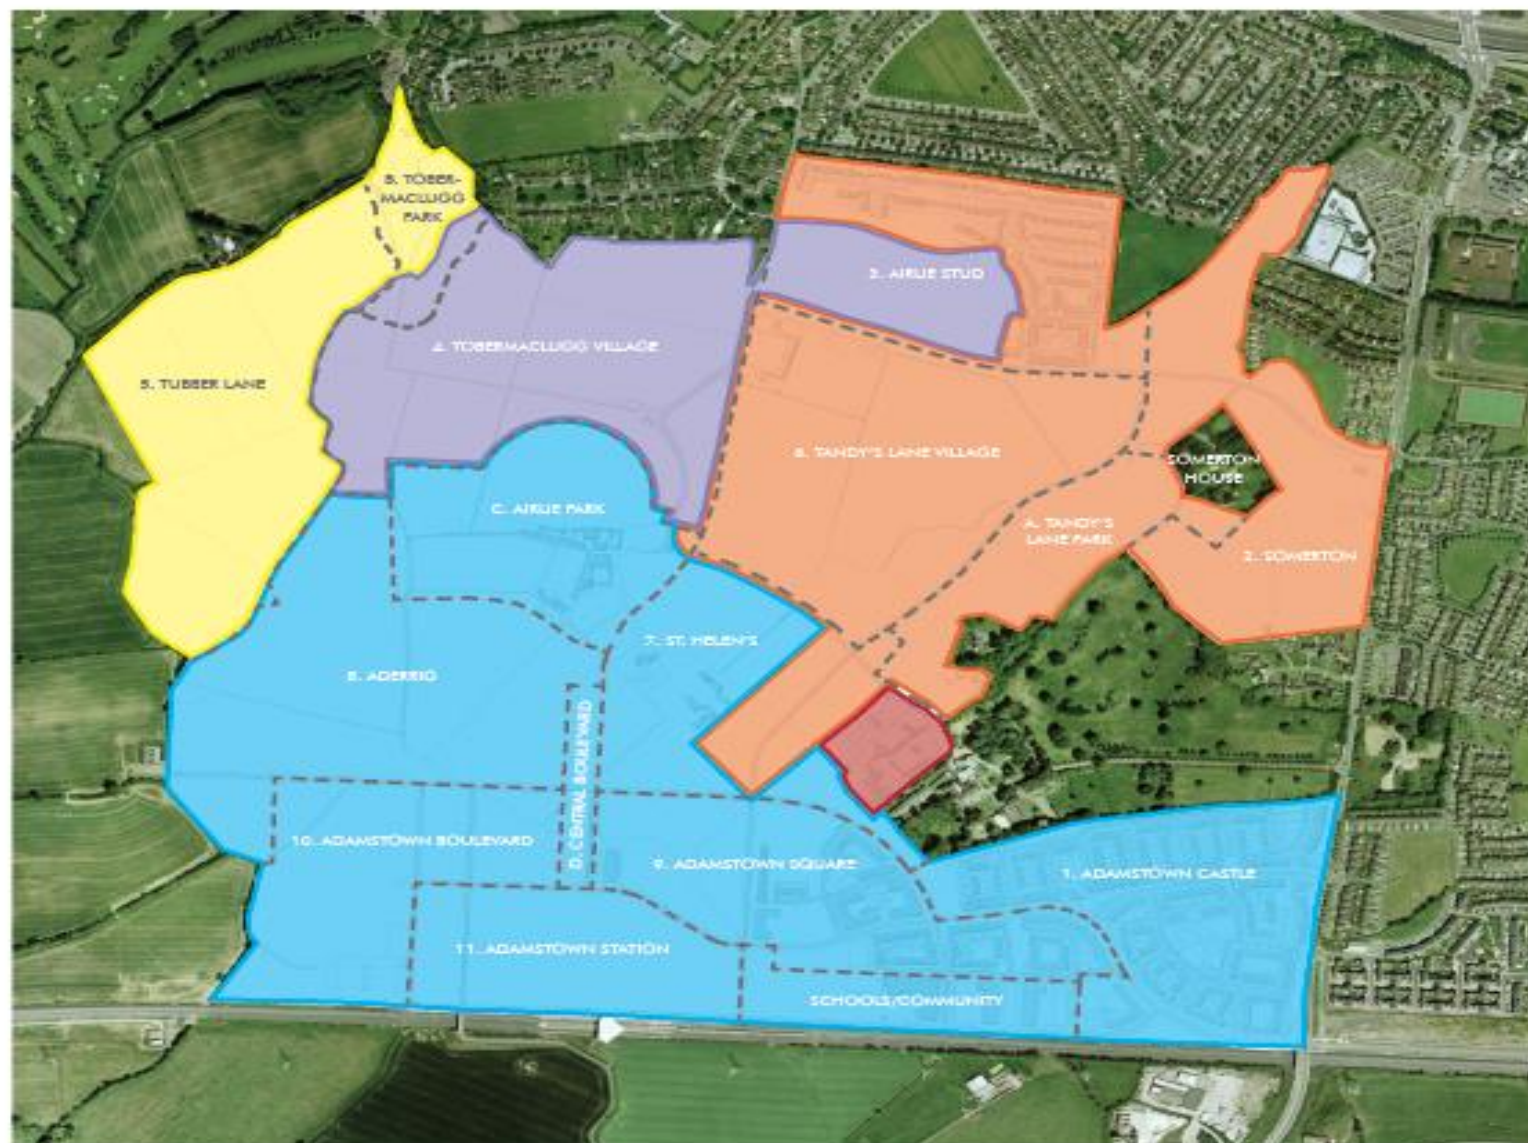 B. TOBER-
MACLUGG
PARK
3. AIRLIE STUD
4. TOBERMACLUGG VILLAGE
5. TUBBER LANE
6. TANDY'S LANE VILLAGE
SOMERTON
HOUSE
C. AIRLIE PARK
A. TANDY'S
LANE PARK
2. SOMERTON
7. ST. HELEN'S
8. ADERRIG
D. CENTRAL BOULEVARD
10. ADAMSTOWN BOULEVARD
9. ADAMSTOWN SQUARE
1. ADAMSTOWN CASTLE
11. ADAMSTOWN STATION
SCHOOLS/COMMUNITY